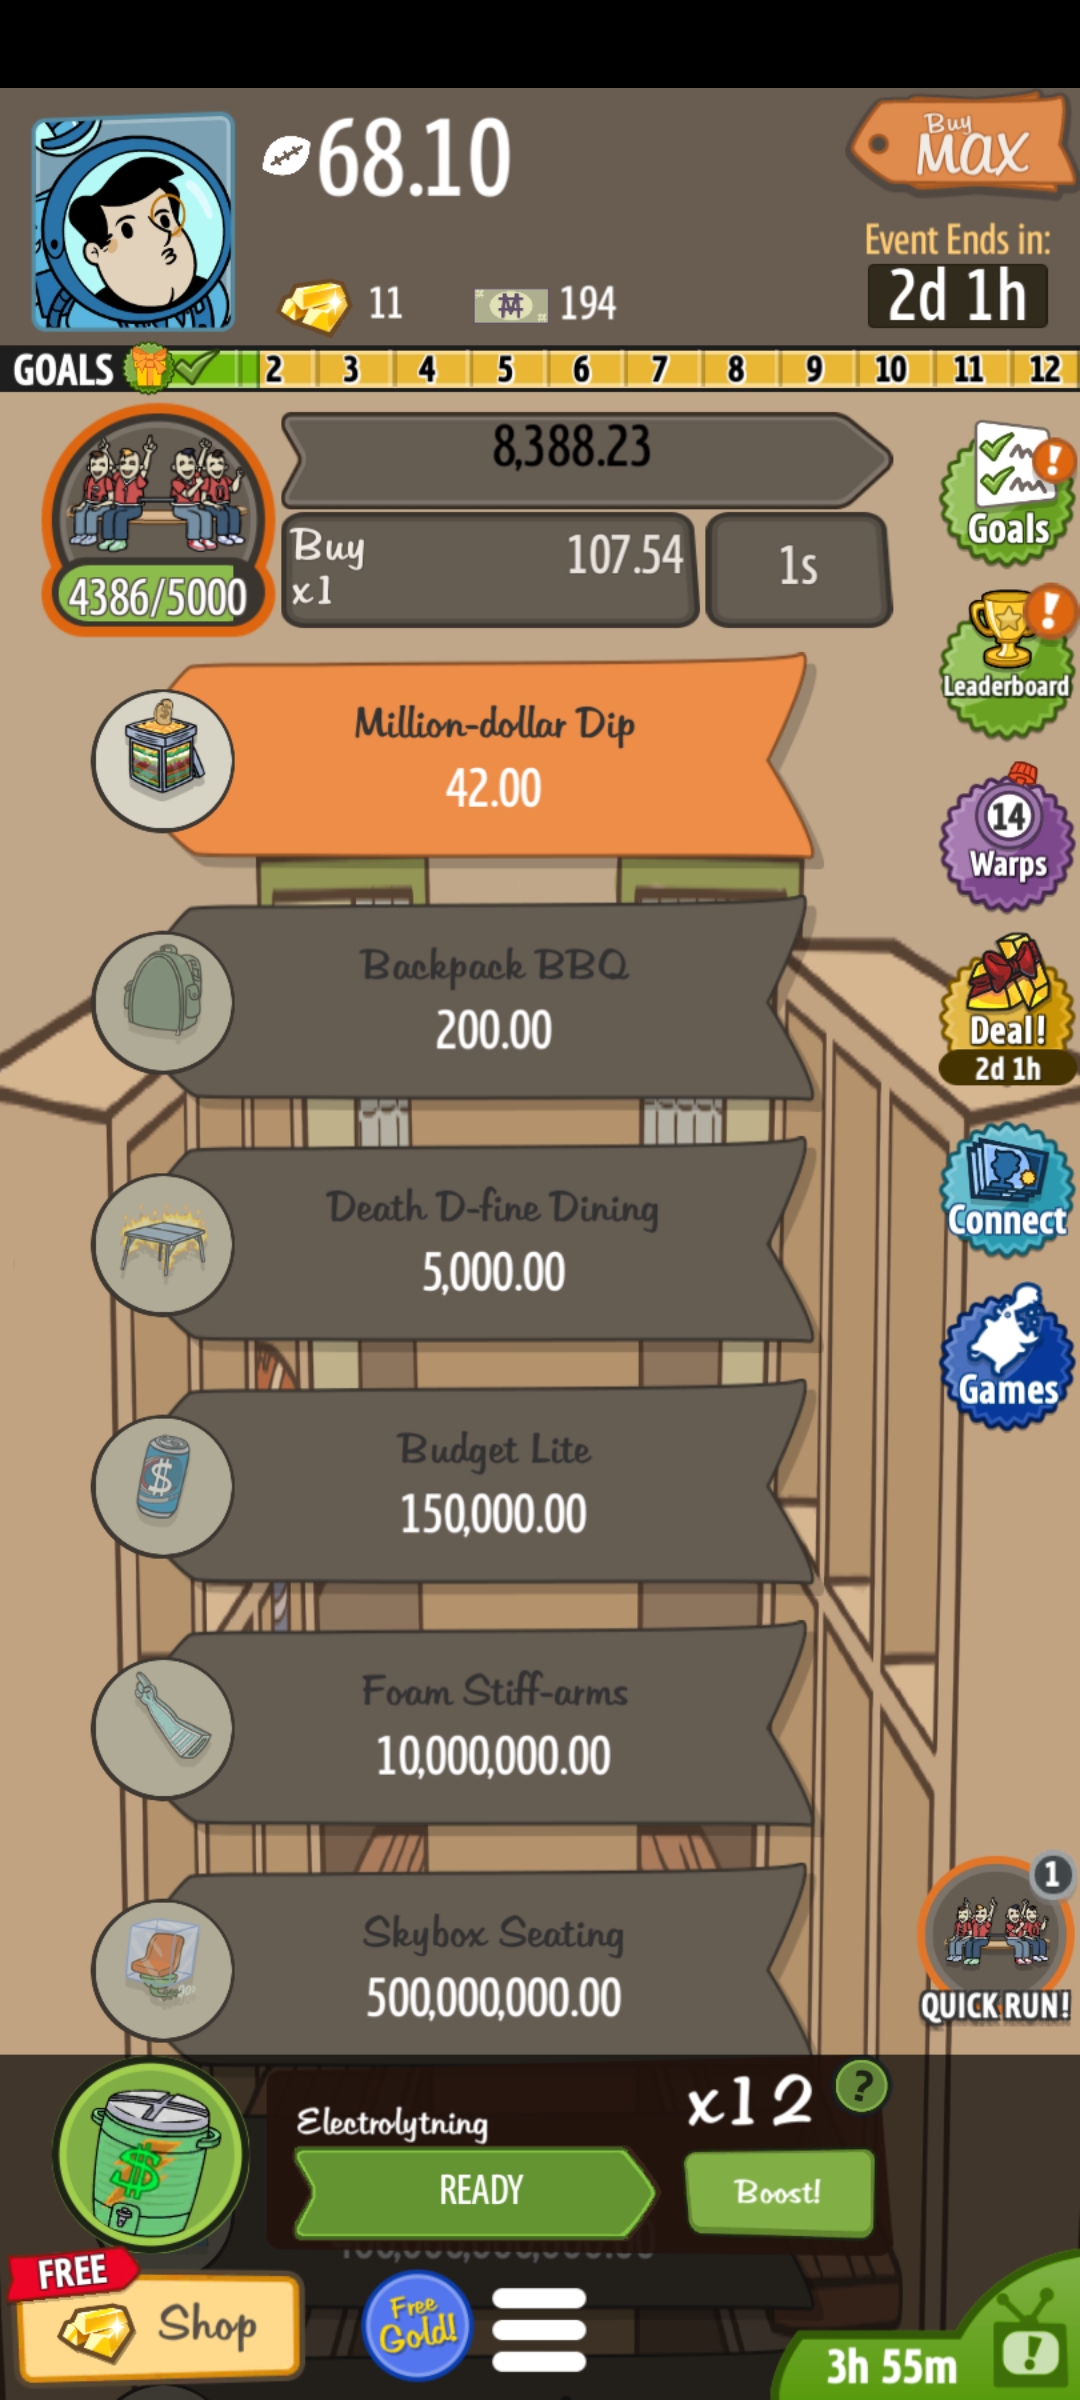 68.10
Buy
MAX
Event Ends in:
2d 1h
11
194
GOALS 2 3 4 5 6 7 8 9 10 11 12
8,388.23
Buy
x1
107.54
1s
4386/5000
Goals
Leaderboard
14
Warps
Deal!
2d 1h
Connect
Games
Million-dollar Dip
42.00
Backpack BBQ
200.00
Death D-fine Dining
5,000.00
Budget Lite
150,000.00
Foam Stiff-arms
10,000,000.00
Skybox Seating
500,000,000.00
1
QUICK RUN!
Electrolytning
x12
?
READY
Boost!
FREE
Shop
Free
Gold!
3h 55m